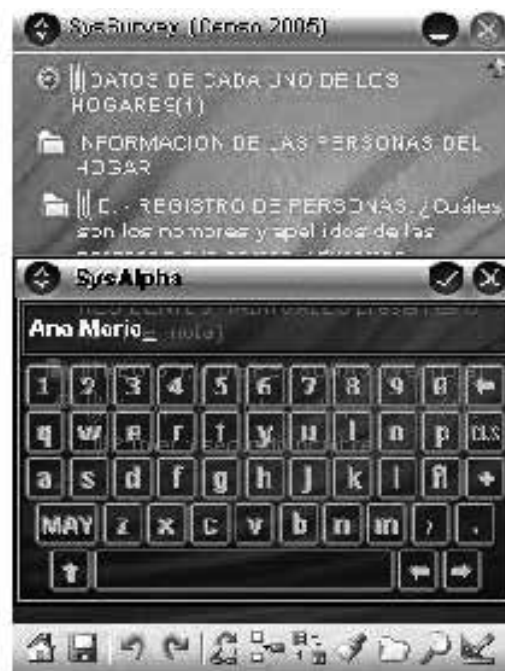 SysSurvey (Censo 2005)
DATOS DE CADA UNO DE LOS
HOGARES(1)
INFORMACION DE LAS PERSONAS DEL
HOGAR
- REGISTRO DE PERSONAS. ¿Cuáles
son los nombres y apellidos de las
SysAlpha
Ana Maria_
nota)
1 2 3 4 5 6 7 8 9 0
q w e r t y u i o p CLS
a s d f g h j k l ñ +
MAY z x c v b n m , .